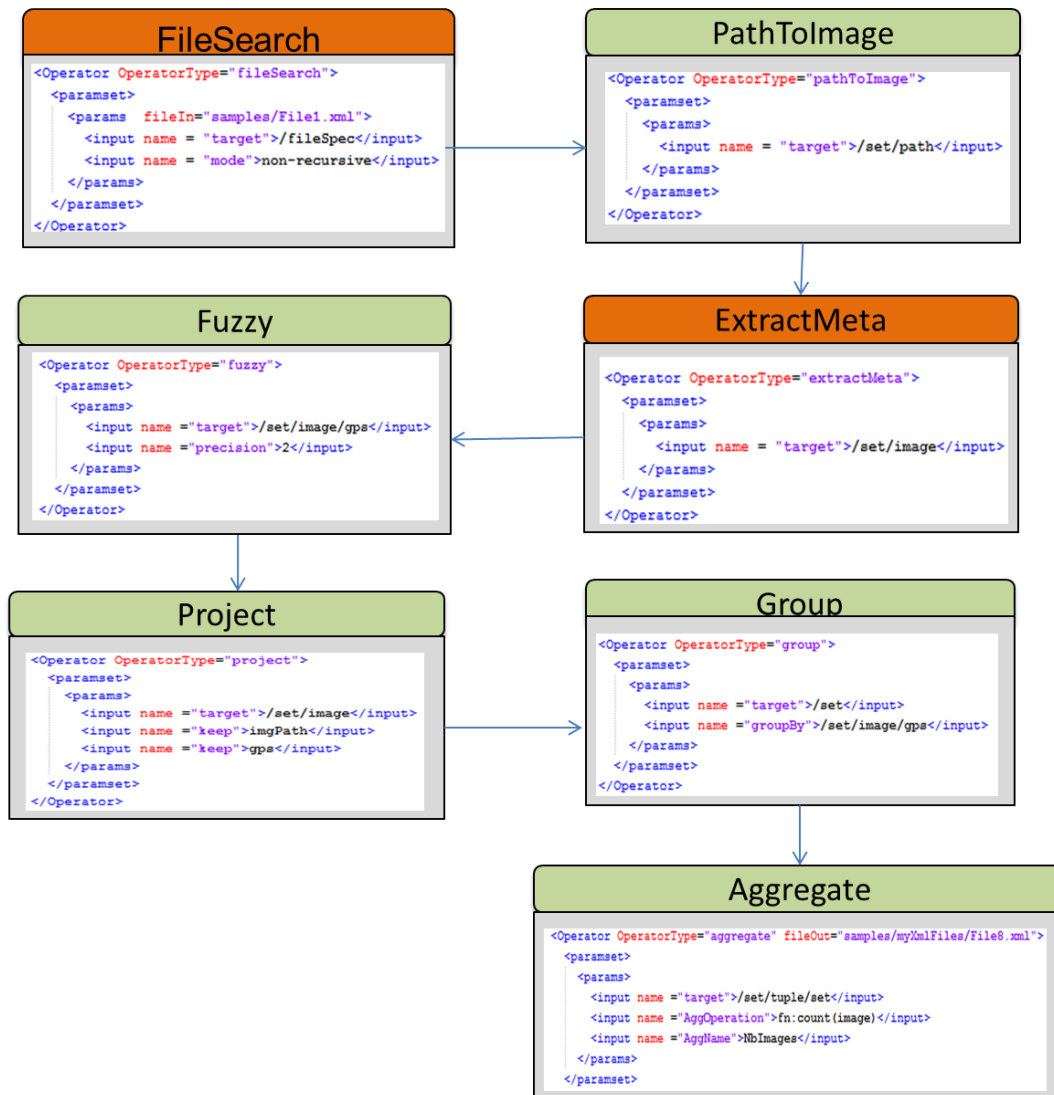 FileSearch
<Operator OperatorType="fileSearch">
<paramset>
<params fileIn="samples/File1.xml">
<input name = "target">/fileSpec</input>
<input name = "mode">non-recursive</input>
</params>
</paramset>
</Operator>
PathToImage
<Operator OperatorType="pathToImage">
<paramset>
<params>
<input name = "target">/set/path</input>
</params>
</paramset>
</Operator>
ExtractMeta
<Operator OperatorType="extractMeta">
<paramset>
<params>
<input name = "target">/set/image</input>
</params>
</paramset>
</Operator>
Fuzzy
<Operator OperatorType="fuzzy">
<paramset>
<params>
<input name ="target">/set/image/gps</input>
<input name ="precision">2</input>
</params>
</paramset>
</Operator>
Project
<Operator OperatorType="project">
<paramset>
<params>
<input name ="target">/set/image</input>
<input name ="keep">imgPath</input>
<input name ="keep">gps</input>
</params>
</paramset>
</Operator>
Group
<Operator OperatorType="group">
<paramset>
<params>
<input name ="target">/set</input>
<input name ="groupBy">/set/image/gps</input>
</params>
</paramset>
</Operator>
Aggregate
<Operator OperatorType="aggregate" fileOut="samples/myXmlFiles/File8.xml">
<paramset>
<params>
<input name ="target">/set/tuple/set</input>
<input name ="AggOperation">fn:count(image)</input>
<input name ="AggName">NbImages</input>
</params>
</paramset>